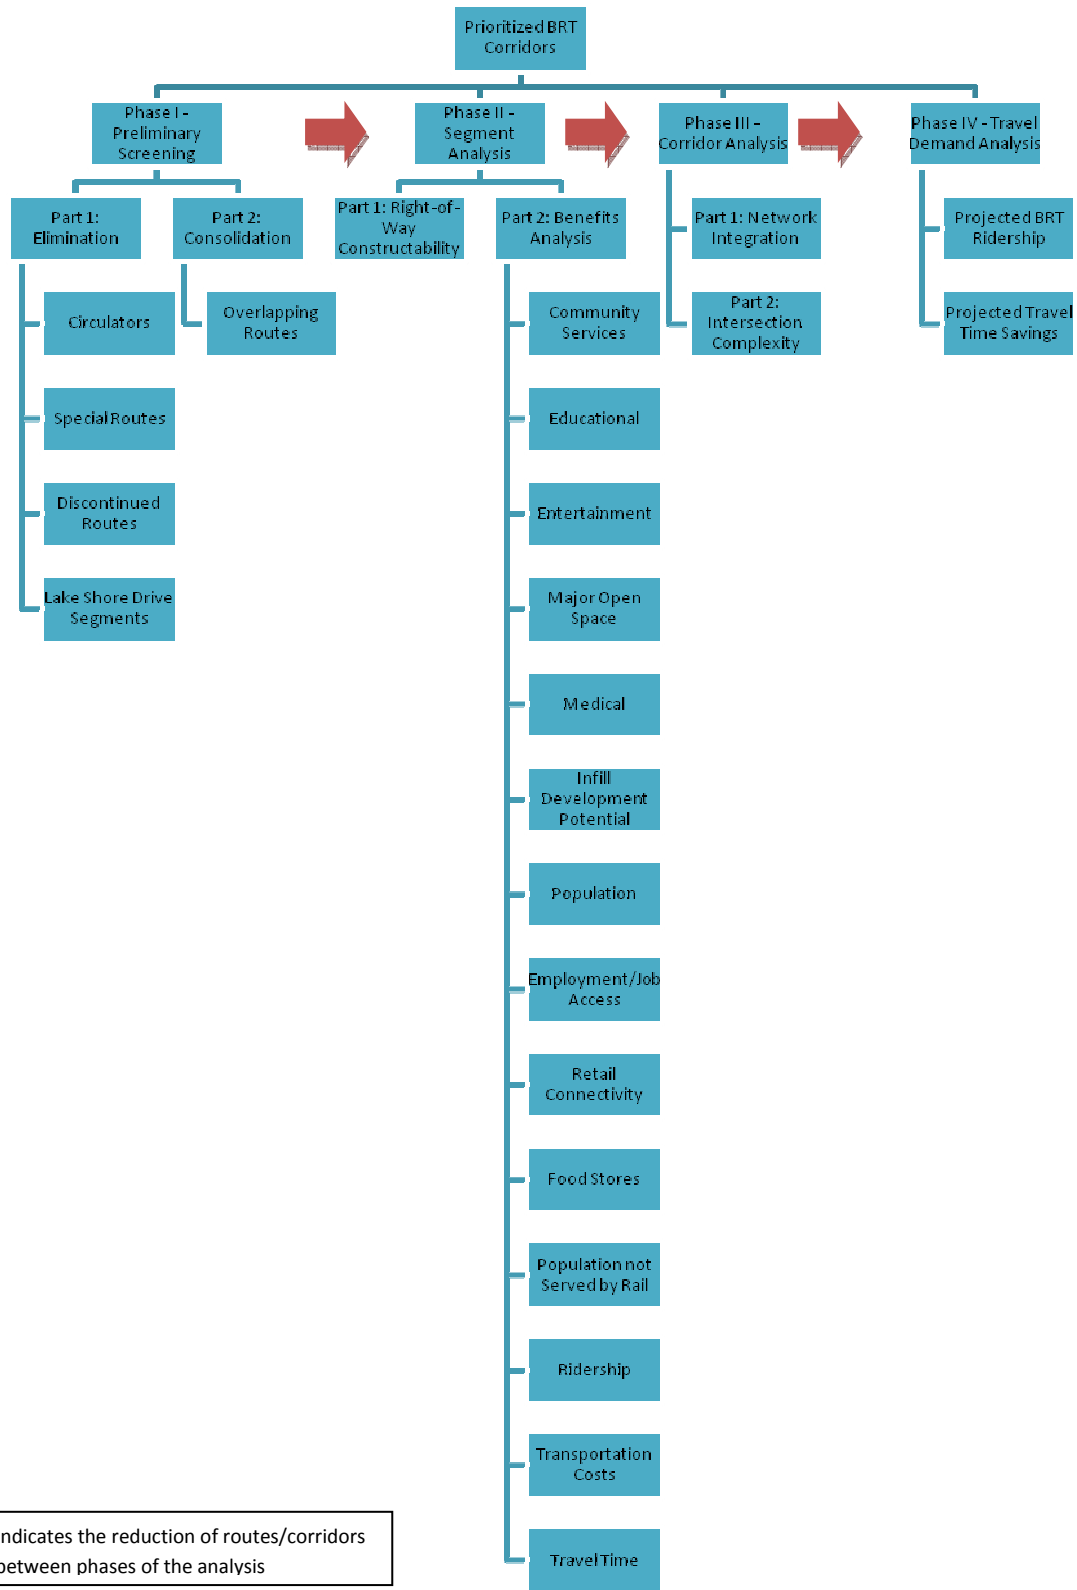 Prioritized BRT
Corridors
Phase I -
Preliminary
Screening
Phase II -
Segment
Analysis
Phase III -
Corridor Analysis
Phase IV - Travel
Demand Analysis
Part 1:
Elimination
Part 2:
Consolidation
Part 1: Right-of-
Way
Constructability
Part 2: Benefits
Analysis
Part 1: Network
Integration
Projected BRT
Ridership
Circulators
Overlapping
Routes
Community
Services
Part 2:
Intersection
Complexity
Projected Travel
Time Savings
Special Routes
Educational
Discontinued
Routes
Entertainment
Lake Shore Drive
Segments
Major Open
Space
Medical
Infill
Development
Potential
Population
Employment/Job
Access
Retail
Connectivity
Food Stores
Population not
Served by Rail
Ridership
Transportation
Costs
Travel Time
indicates the reduction of routes/corridors
between phases of the analysis